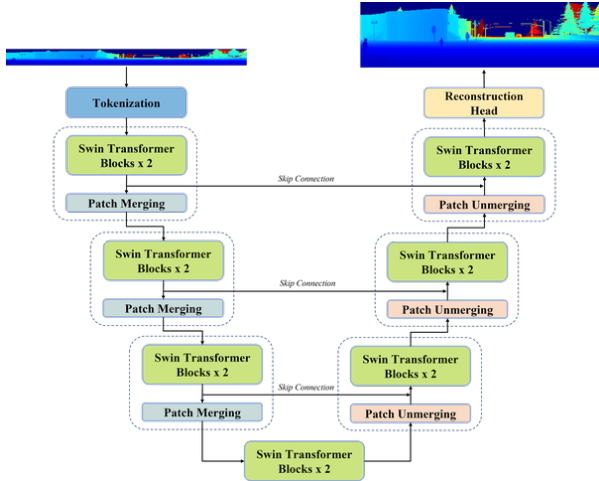 Tokenization
Reconstruction
Head
Swin Transformer
Blocks x 2
Swin Transformer
Blocks x 2
Skip Connection
Patch Merging
Patch Unmerging
Swin Transformer
Blocks x 2
Swin Transformer
Blocks x 2
Skip Connection
Patch Merging
Patch Unmerging
Swin Transformer
Blocks x 2
Swin Transformer
Blocks x 2
Skip Connection
Patch Merging
Patch Unmerging
Swin Transformer
Blocks x 2